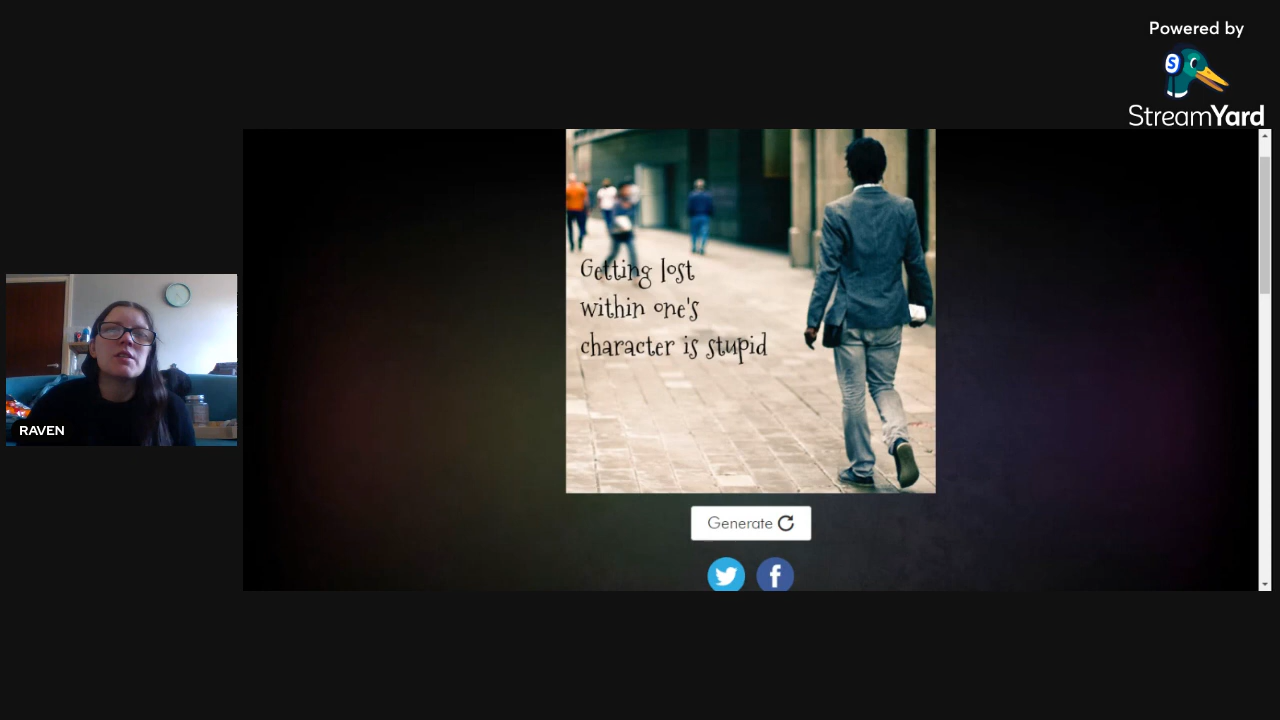 Powered by
StreamYard
Getting lost
within one's
character is stupid
RAVEN
Generate